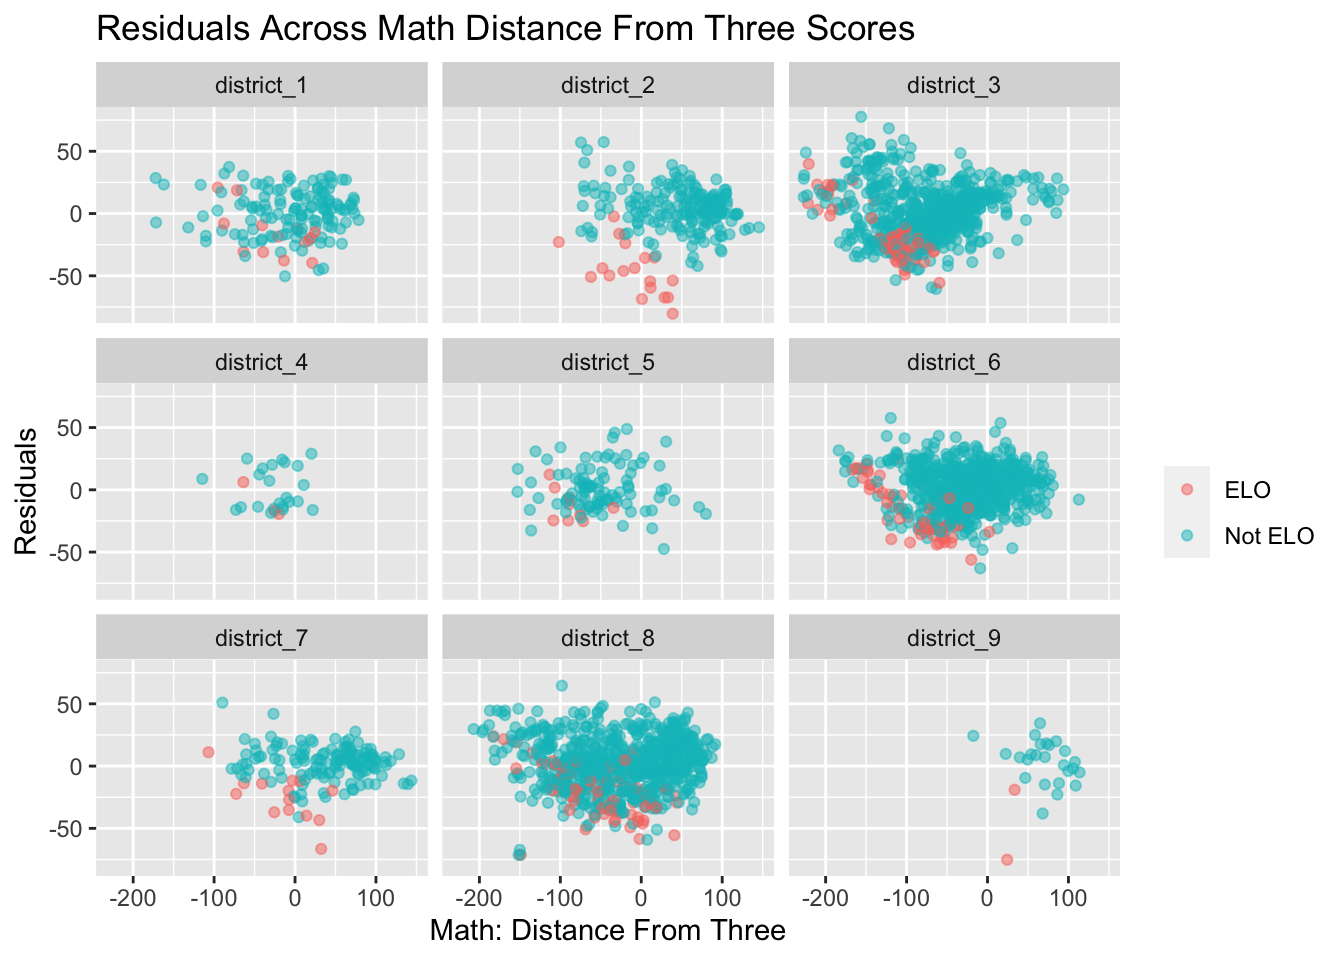 Residuals Across Math Distance From Three Scores
district_1 district_2 district_3
50
0
-50
district_4 district_5 district_6
50
0
-50
Residuals
ELO
Not ELO
district_7 district_8 district_9
50
0
-50
-200 -100 0 100 -200 -100 0 100 -200 -100 0 100
Math: Distance From Three